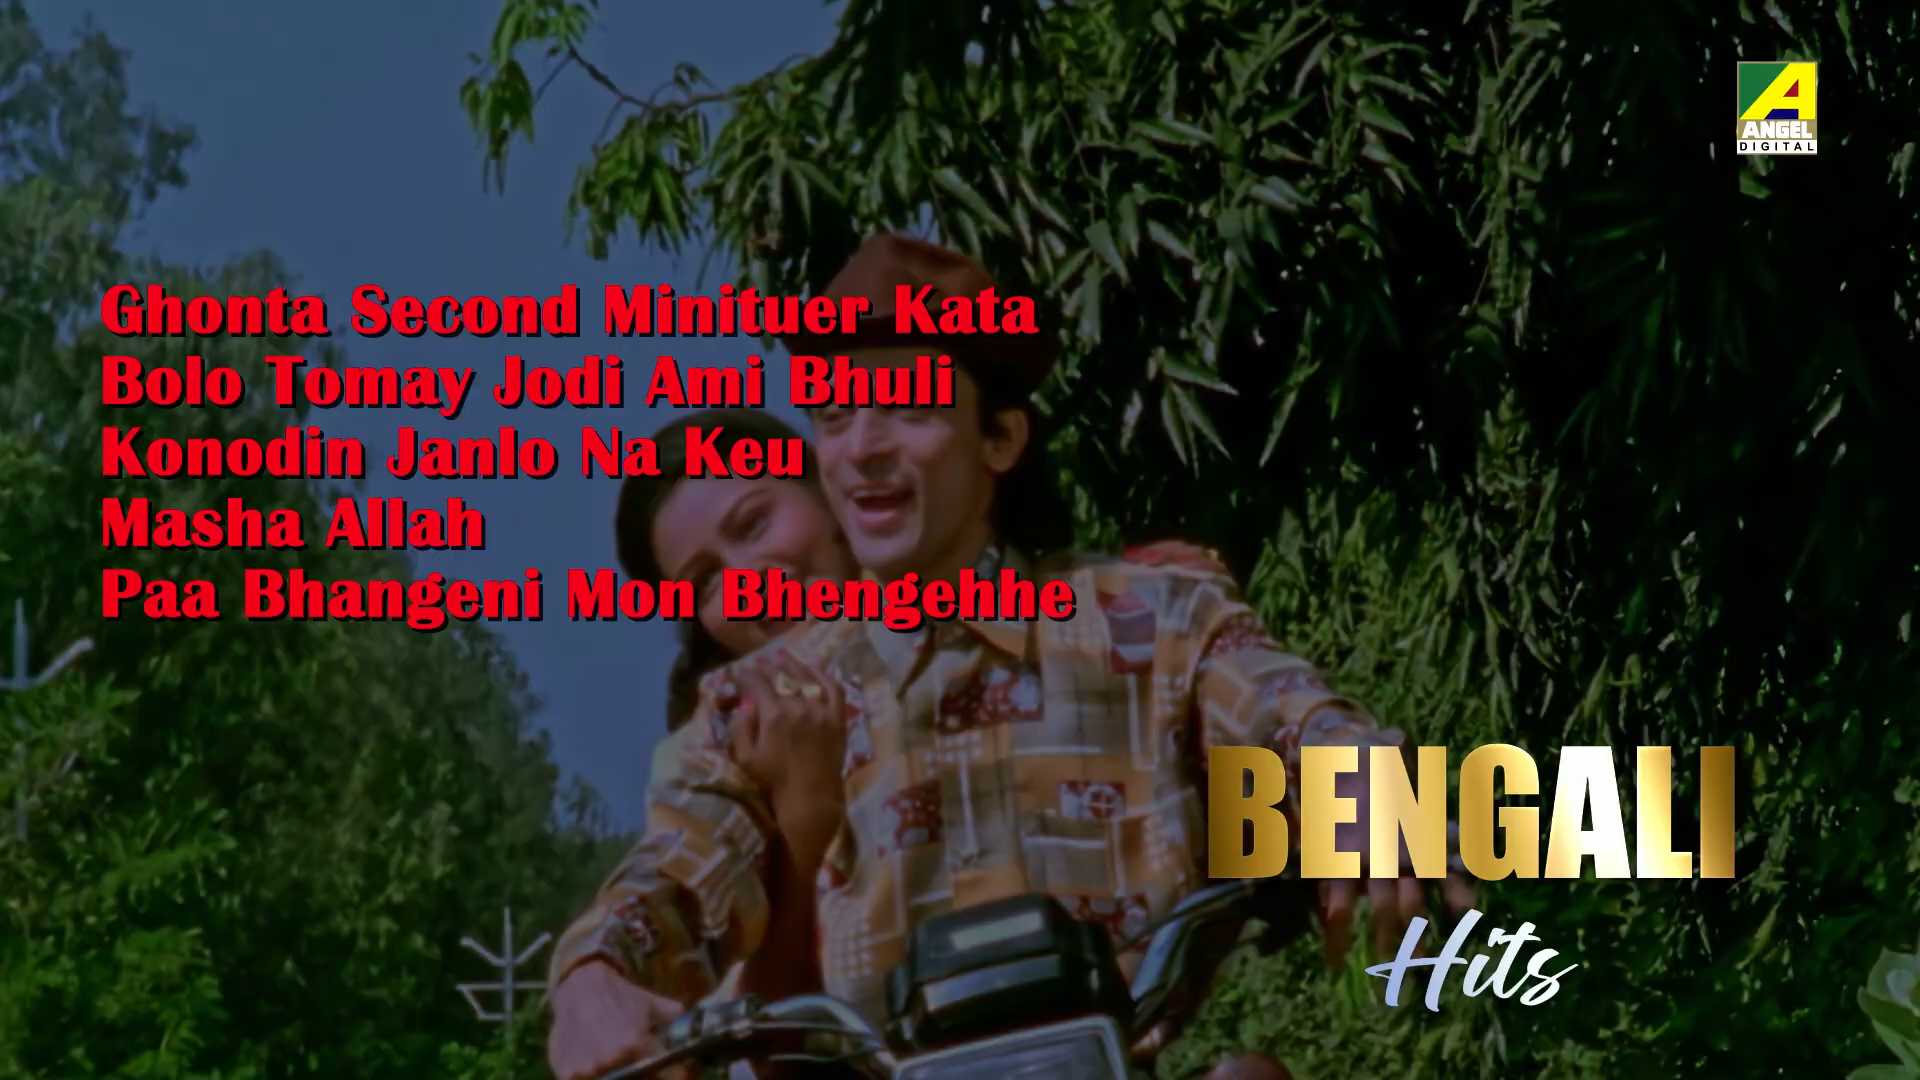 ANGEL
DIGITAL
Ghonta Second Minituer Kata
Bolo Tomay Jodi Ami Bhuli
Konodin Janlo Na Keu
Masha Allah
Paa Bhangeni Mon Bhengehhe
BENGALI
Hits